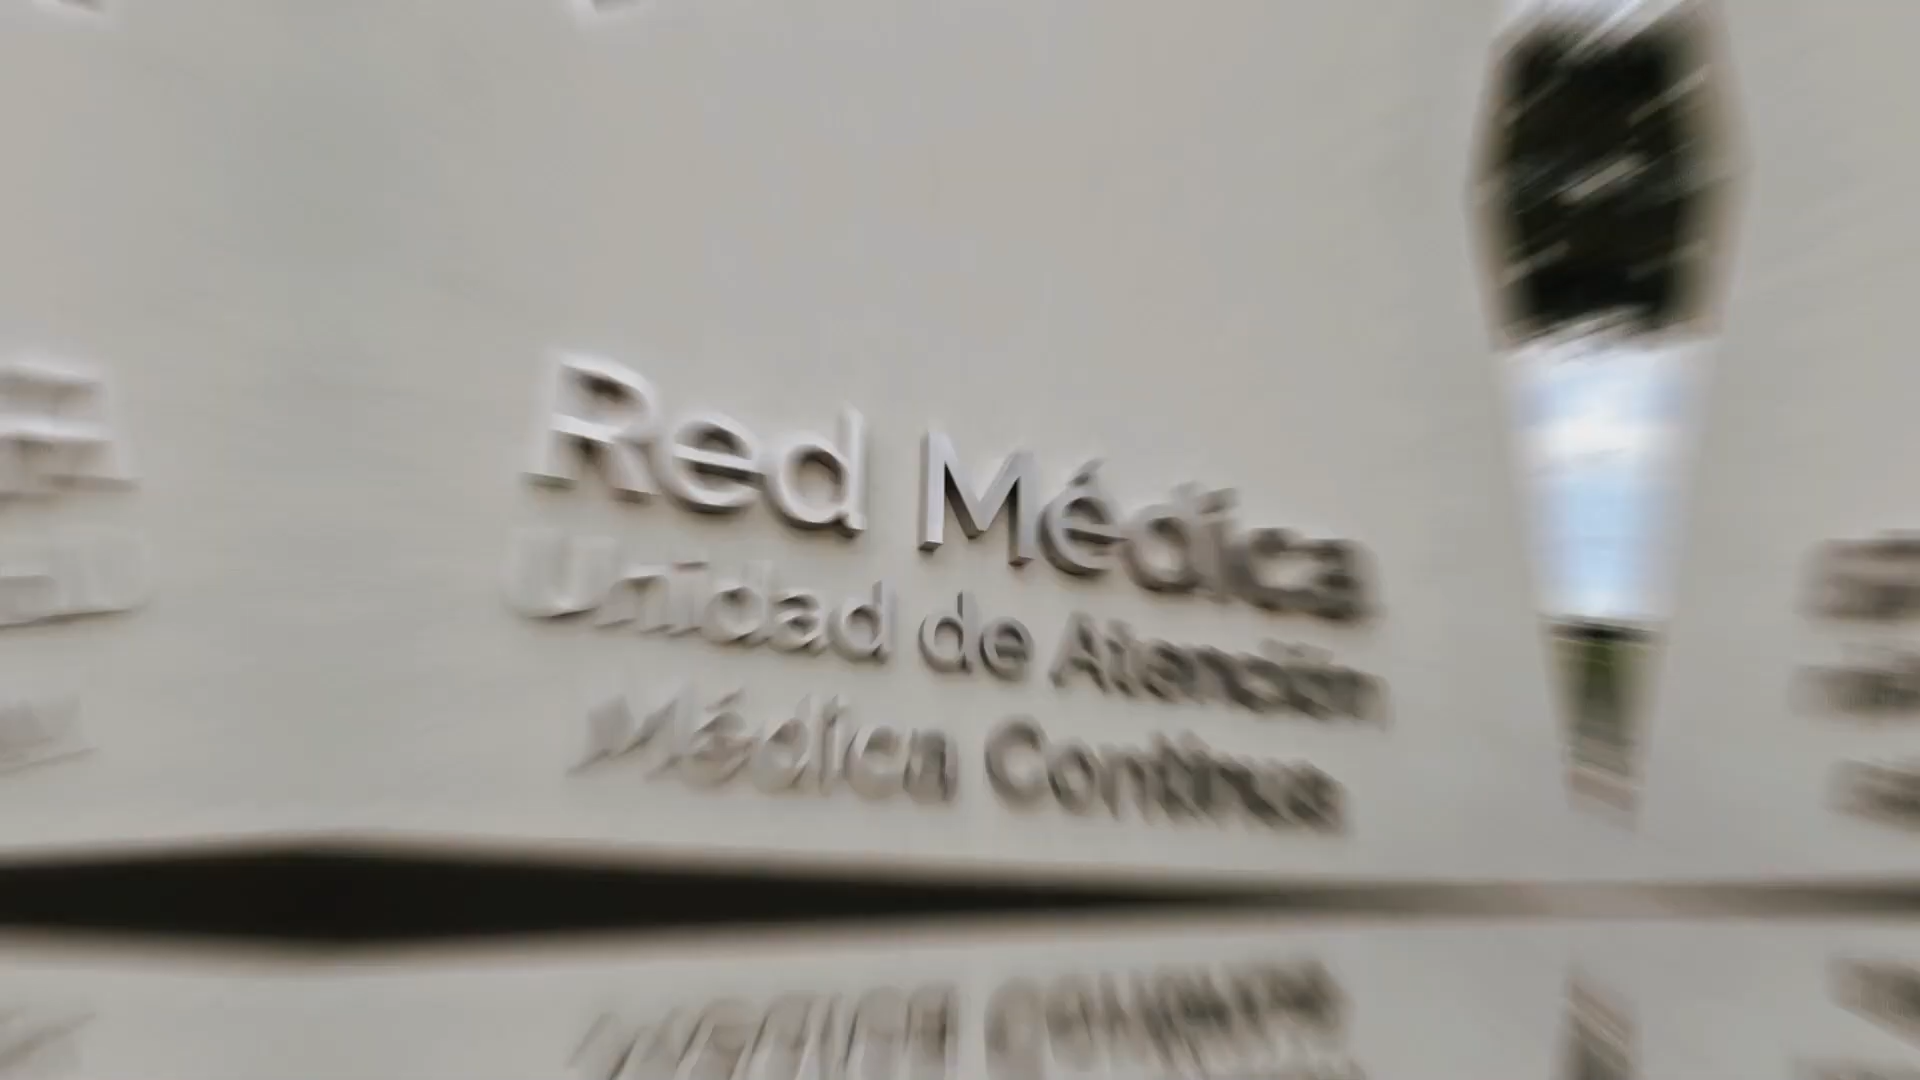 Red Médica
Unidad de Atención
Médica Continua